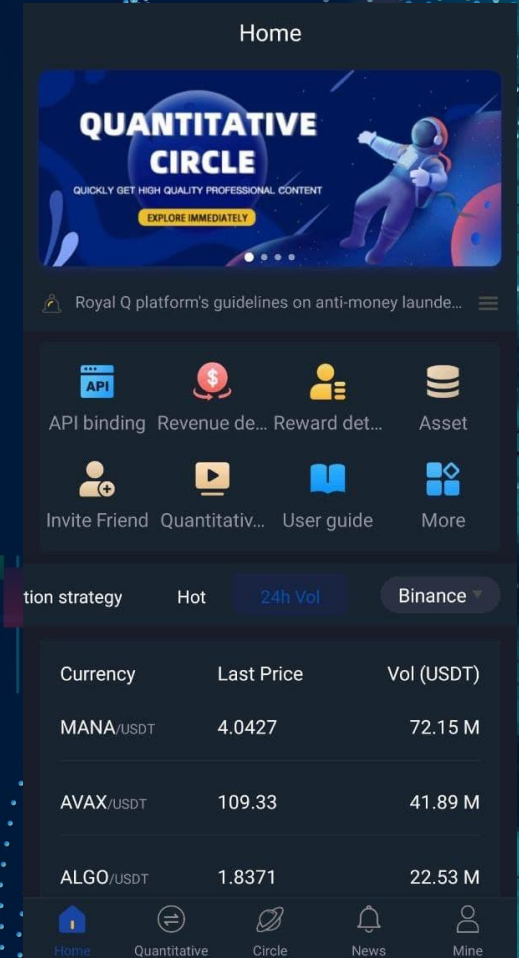 Home
QUANTITATIVE
CIRCLE
QUICKLY GET HIGH QUALITY PROFESSIONAL CONTENT
EXPLORE IMMEDIATELY
Royal Q platform's guidelines on anti-money launde...
API
API binding Revenue de... Reward det... Asset
Invite Friend Quantitativ... User guide More
tion strategy Hot 24h Vol Binance
Currency Last Price Vol (USDT)
MANA/USDT 4.0427 72.15 M
AVAX/USDT 109.33 41.89 M
ALGO/USDT 1.8371 22.53 M
Home Quantitative Circle News Mine